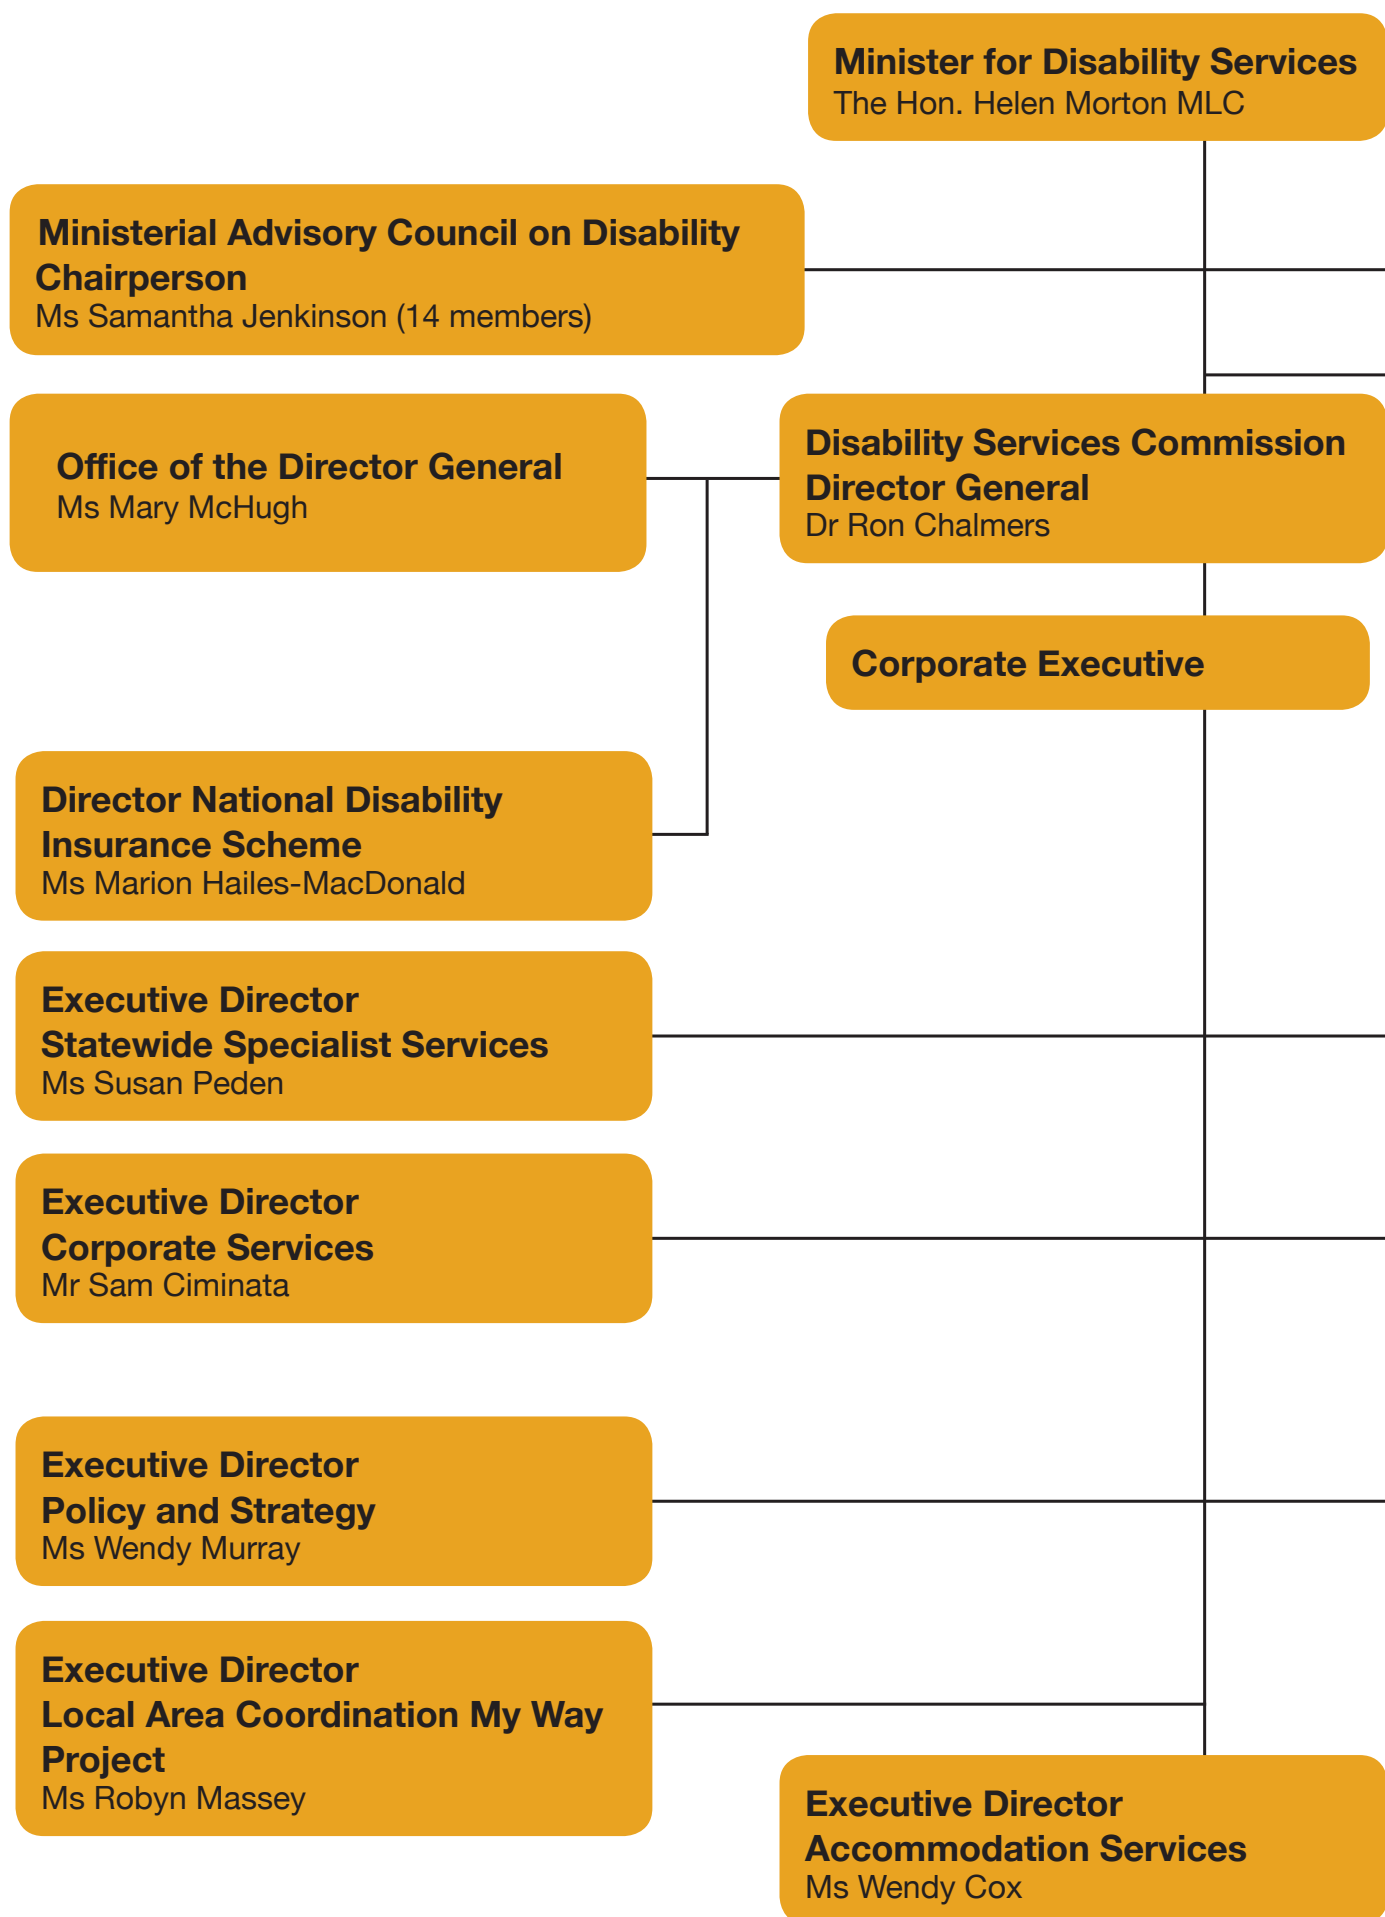 Minister for Disability Services
The Hon. Helen Morton MLC
Ministerial Advisory Council on Disability
Chairperson
Ms Samantha Jenkinson (14 members)
Office of the Director General
Ms Mary McHugh
Disability Services Commission
Director General
Dr Ron Chalmers
Corporate Executive
Director National Disability
Insurance Scheme
Ms Marion Hailes-MacDonald
Executive Director
Statewide Specialist Services
Ms Susan Peden
Executive Director
Corporate Services
Mr Sam Ciminata
Executive Director
Policy and Strategy
Ms Wendy Murray
Executive Director
Local Area Coordination My Way
Project
Ms Robyn Massey
Executive Director
Accommodation Services
Ms Wendy Cox